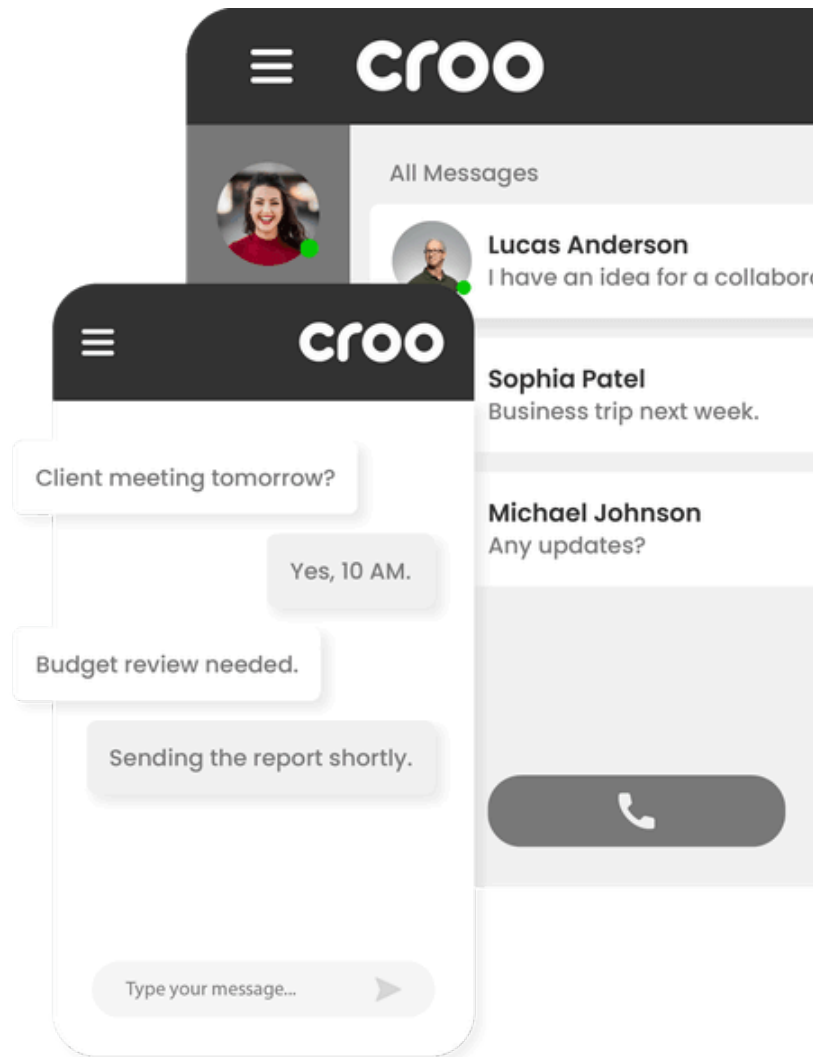 croo
All Messages
Lucas Anderson
I have an idea for a
Sophia Patel
Business trip next week.
Michael Johnson
Any updates?
croo
Client meeting tomorrow?
Yes, 10 AM.
Budget review needed.
Sending the report shortly.
Type your message...